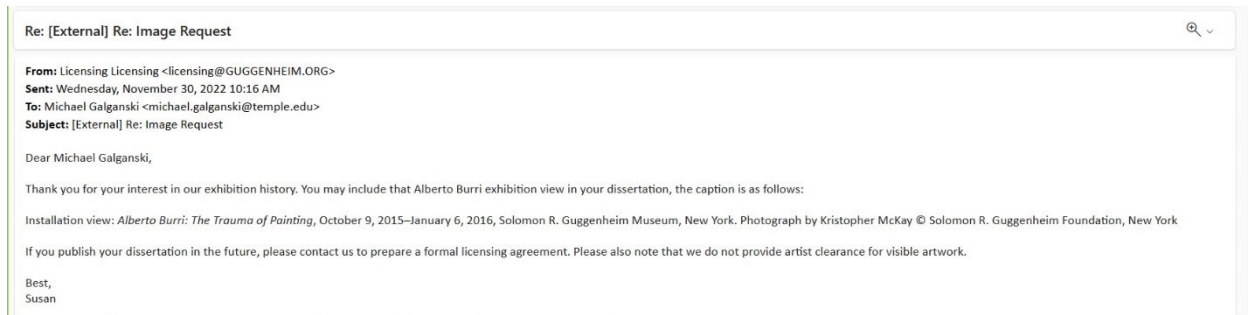 Re: [External] Re: Image Request
From: Licensing Licensing <licensing@GUGGENHEIM.ORG>
Sent: Wednesday, November 30, 2022 10:16 AM
To: Michael Galganski <michael.galganski@temple.edu>
Subject: [External] Re: Image Request
Dear Michael Galganski,
Thank you for your interest in our exhibition history. You may include that Alberto Burri exhibition view in your dissertation, the caption is as follows:
Installation view: Alberto Burri: The Trauma of Painting, October 9, 2015–January 6, 2016, Solomon R. Guggenheim Museum, New York. Photograph by Kristopher McKay © Solomon R. Guggenheim Foundation, New York
If you publish your dissertation in the future, please contact us to prepare a formal licensing agreement. Please also note that we do not provide artist clearance for visible artwork.
Best,
Susan